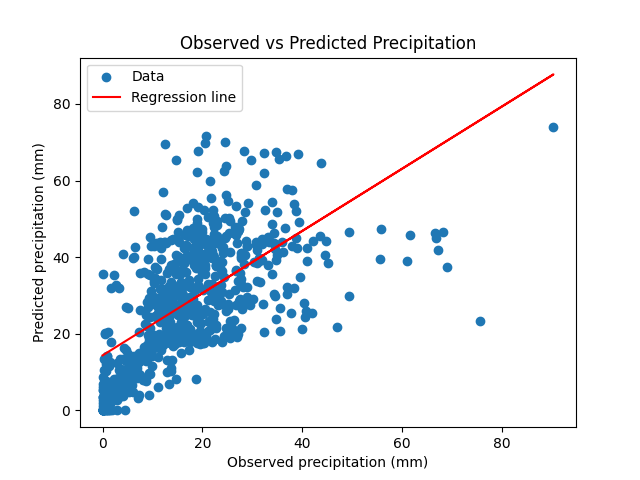 Observed vs Predicted Precipitation
Data
Regression line
Predicted precipitation (mm)
80
60
40
20
0
0 20 40 60 80
Observed precipitation (mm)